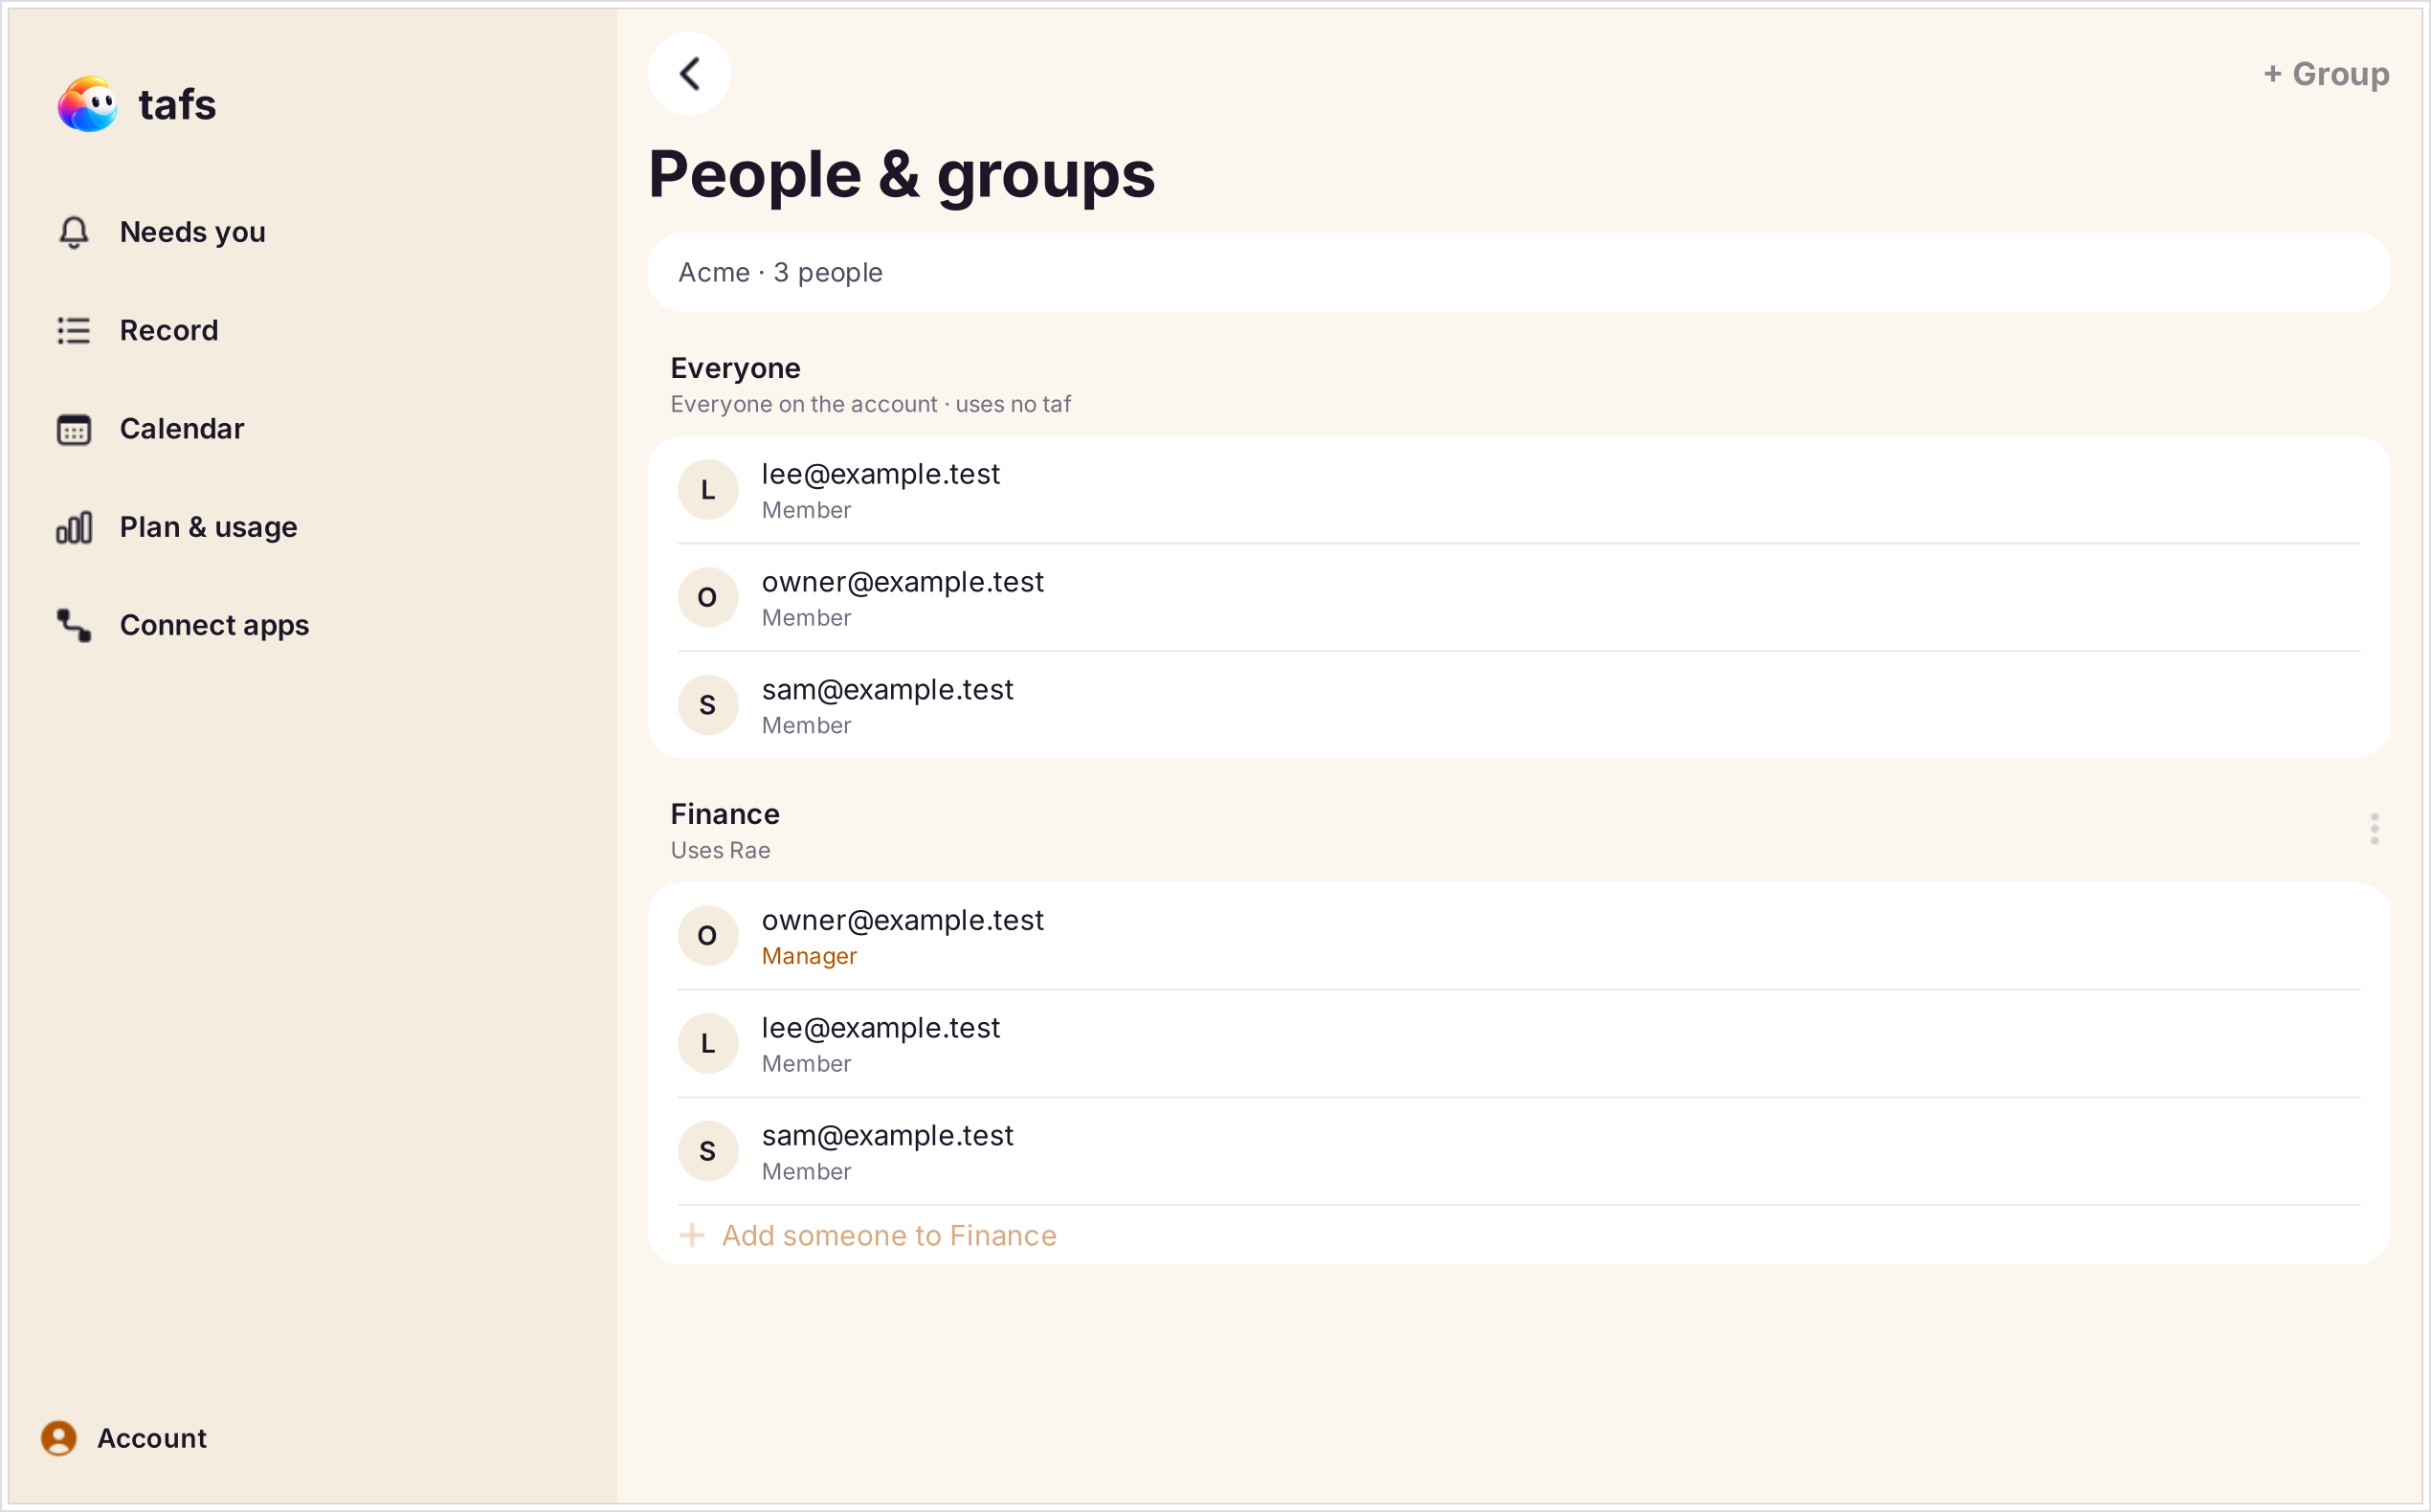 tafs
Needs you
Record
Calendar
Plan & usage
Connect apps
Account
+ Group
People & groups
Acme · 3 people
Everyone
Everyone on the account · uses no taf
L
lee@example.test
Member
O
owner@example.test
Member
S
sam@example.test
Member
Finance
Uses Rae
O
owner@example.test
Manager
L
lee@example.test
Member
S
sam@example.test
Member
+ Add someone to Finance